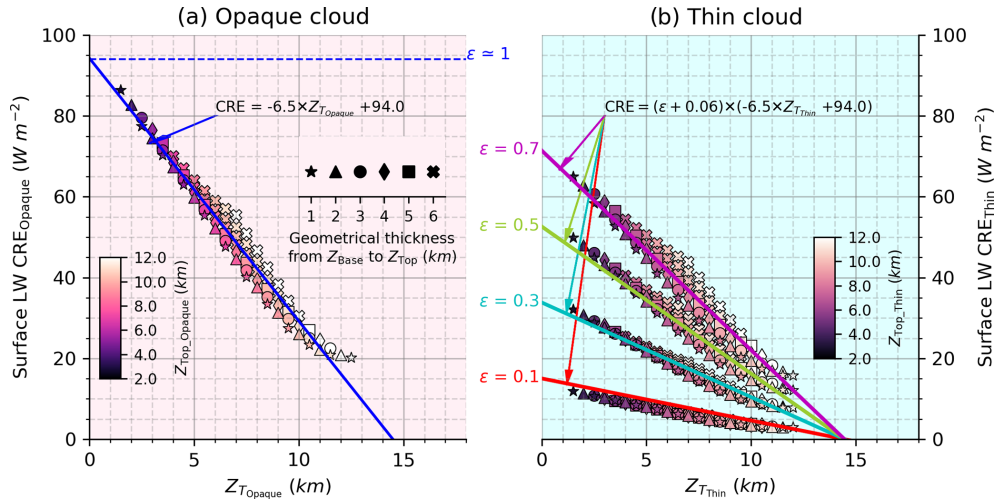 (a) Opaque cloud
(b) Thin cloud
100
80
60
40
20
0
Surface LW CRE_Opaque (W m⁻²)
ε ≃ 1
CRE = -6.5×Z_T_Opaque +94.0
1 2 3 4 5 6
Geometrical thickness
from Z_Base to Z_Top (km)
12.0
10.0
8.0
6.0
4.0
2.0
Z_Top_Opaque (km)
0 5 10 15
Z_T_Opaque (km)
CRE = (ε + 0.06)×(-6.5×Z_T_Thin +94.0)
ε = 0.7
ε = 0.5
ε = 0.3
ε = 0.1
12.0
10.0
8.0
6.0
4.0
2.0
Z_Top_Thin (km)
0 5 10 15
Z_T_Thin (km)
100
80
60
40
20
0
Surface LW CRE_Thin (W m⁻²)